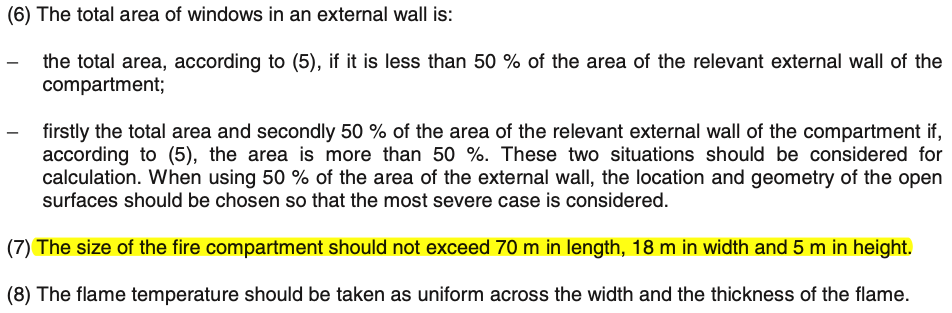 (6) The total area of windows in an external wall is:
– the total area, according to (5), if it is less than 50 % of the area of the relevant external wall of the
compartment;
– firstly the total area and secondly 50 % of the area of the relevant external wall of the compartment if,
according to (5), the area is more than 50 %. These two situations should be considered for
calculation. When using 50 % of the area of the external wall, the location and geometry of the open
surfaces should be chosen so that the most severe case is considered.
(7) The size of the fire compartment should not exceed 70 m in length, 18 m in width and 5 m in height.
(8) The flame temperature should be taken as uniform across the width and the thickness of the flame.